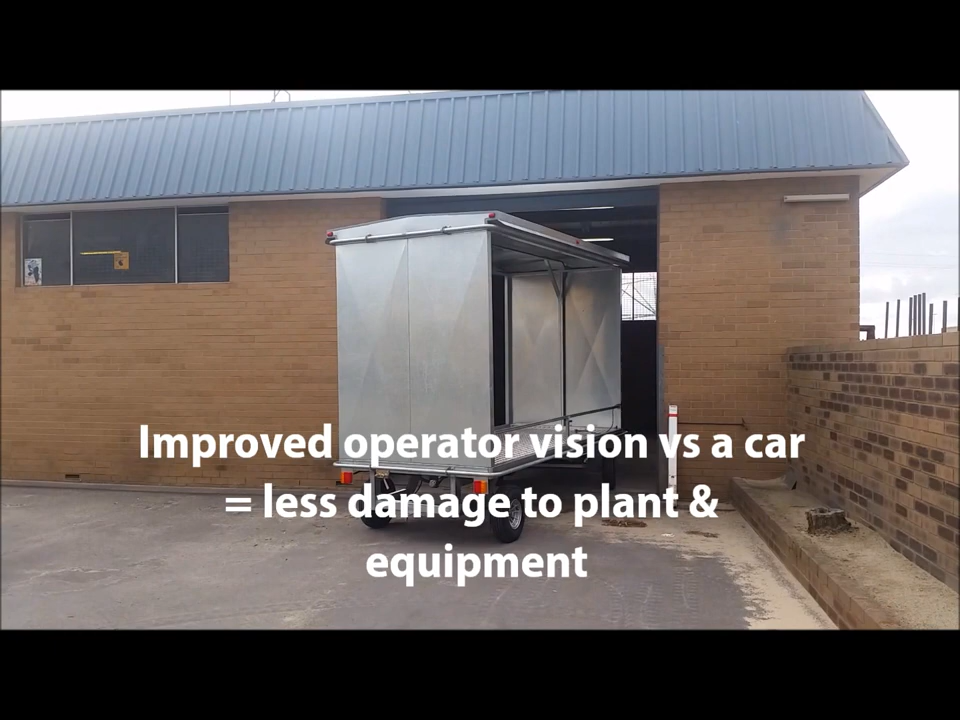 Improved operator vision vs a car
= less damage to plant &
equipment